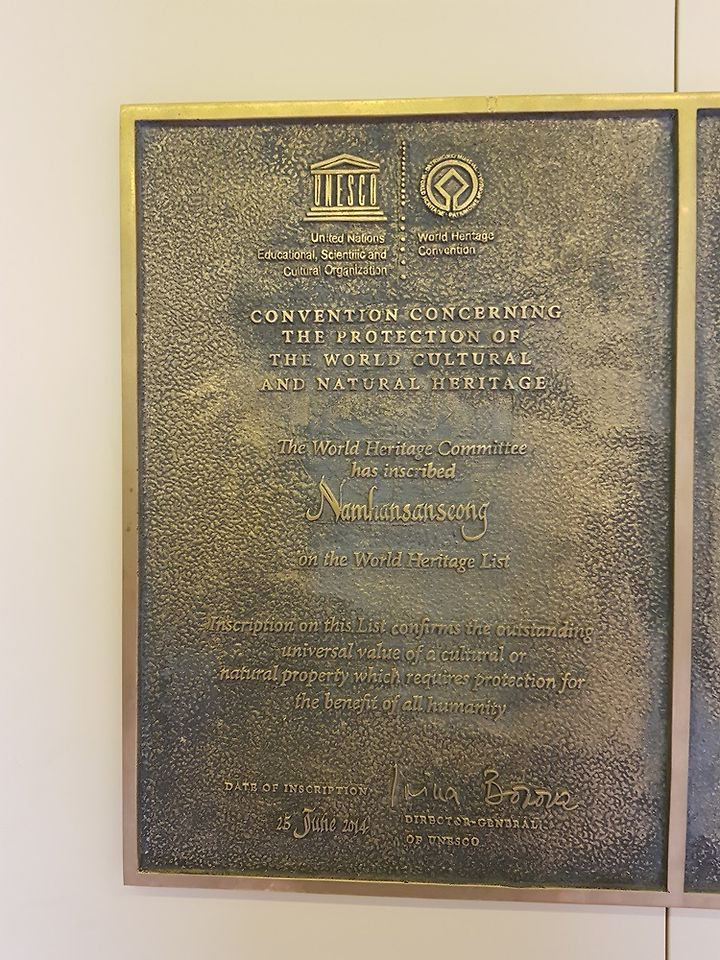 UNESCO
United Nations
Educational, Scientific and
Cultural Organization
World Heritage
Convention
CONVENTION CONCERNING
THE PROTECTION OF
THE WORLD CULTURAL
AND NATURAL HERITAGE
The World Heritage Committee
has inscribed
Namhansanseong
on the World Heritage List
Inscription on this List confirms the outstanding
universal value of a cultural or
natural property which requires protection for
the benefit of all humanity
DATE OF INSCRIPTION
25 June 2014
Irina Bokova
DIRECTOR-GENERAL
OF UNESCO